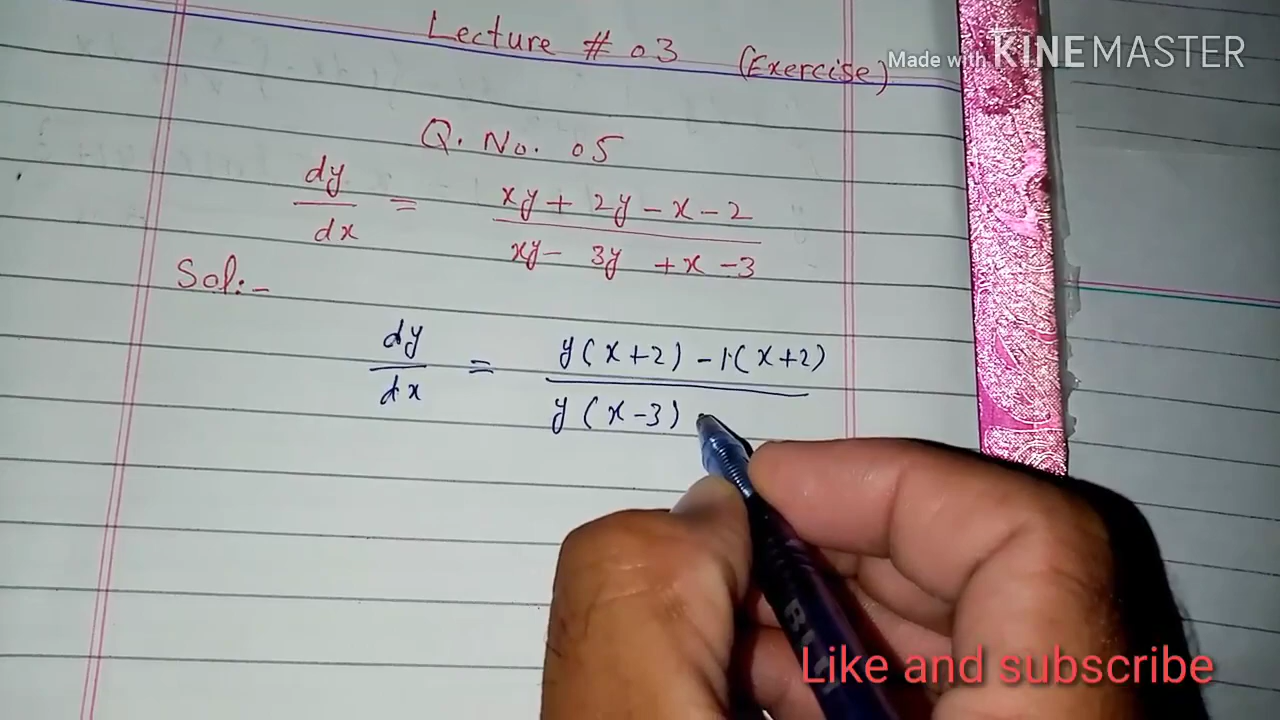 Lecture # 03 (Exercise)
Made with KINEMASTER
Q. No. 05
dy/dx = xy + 2y - x - 2 / xy - 3y + x - 3
Sol:-
dy/dx = y(x+2) - 1(x+2) / y(x-3)
Like and subscribe